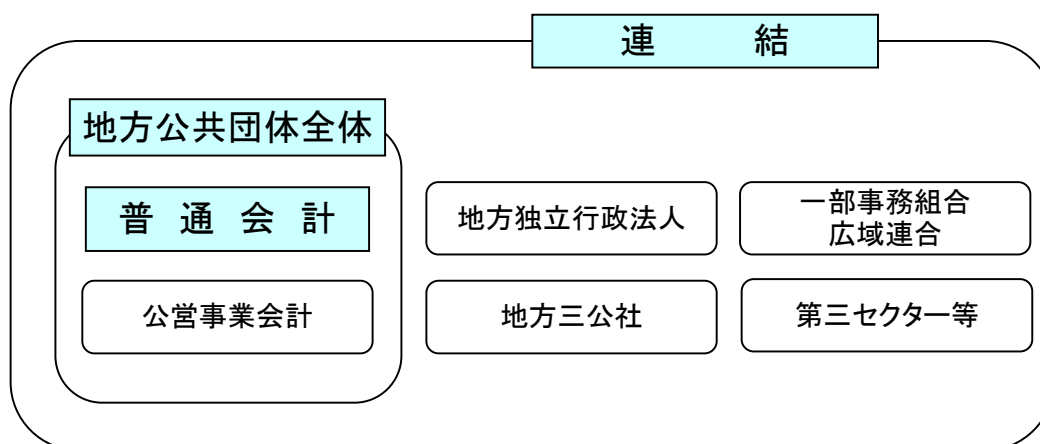 連　結
地方公共団体全体
普通会計
地方独立行政法人
一部事務組合
広域連合
公営事業会計
地方三公社
第三セクター等